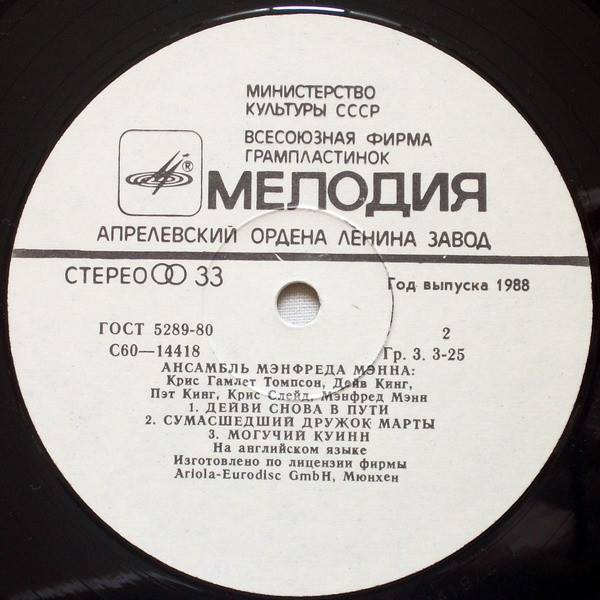 МИНИСТЕРСТВО
КУЛЬТУРЫ СССР
ВСЕСОЮЗНАЯ ФИРМА
ГРАМПЛАСТИНОК
®
МЕЛОДИЯ
АПРЕЛЕВСКИЙ ОРДЕНА ЛЕНИНА ЗАВОД
СТЕРЕО 33
Год выпуска 1988
ГОСТ 5289-80
2
С60—14418
Гр. 3. 3-25
АНСАМБЛЬ МЭНФРЕДА МЭННА:
Крис Гамлет Томпсон, Дейв Кинг,
Пэт Кинг, Крис Слейд, Мэнфред Мэнн
1. ДЕЙВИ СНОВА В ПУТИ
2. СУМАСШЕДШИЙ ДРУЖОК МАРТЫ
3. МОГУЧИЙ КУИНН
На английском языке
Изготовлено по лицензии фирмы
Ariola-Eurodisc GmbH, Мюнхен